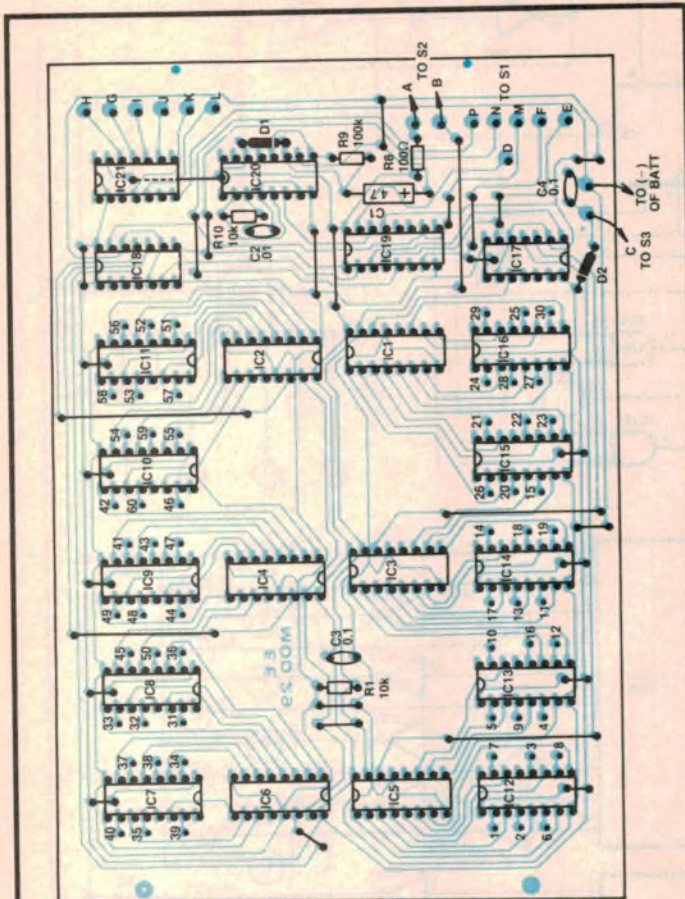 H
G
I
J
K
L
IC21
IC20
D1
R9
100k
R8
100Ω
A
B
TO S2
P
N
M
F
E
TO S1
D
+ 4.7
C1
C4
0.1
TO (-)
OF BATT
C
TO S3
D2
R10
10k
C2
.01
IC18
IC19
IC17
56
52
51
IC11
58
53
57
IC2
IC1
29
25
30
IC16
24
28
27
54
59
55
IC10
42
60
46
21
22
23
IC15
26
20
15
41
43
47
IC9
49
48
44
IC4
IC3
14
18
19
IC14
17
13
11
45
50
36
IC8
33
32
31
C3
0.1
R1
10k
MOD 29
EE
10
16
12
IC13
5
9
4
37
38
34
IC7
40
35
39
IC6
IC5
7
3
8
IC12
1
2
6